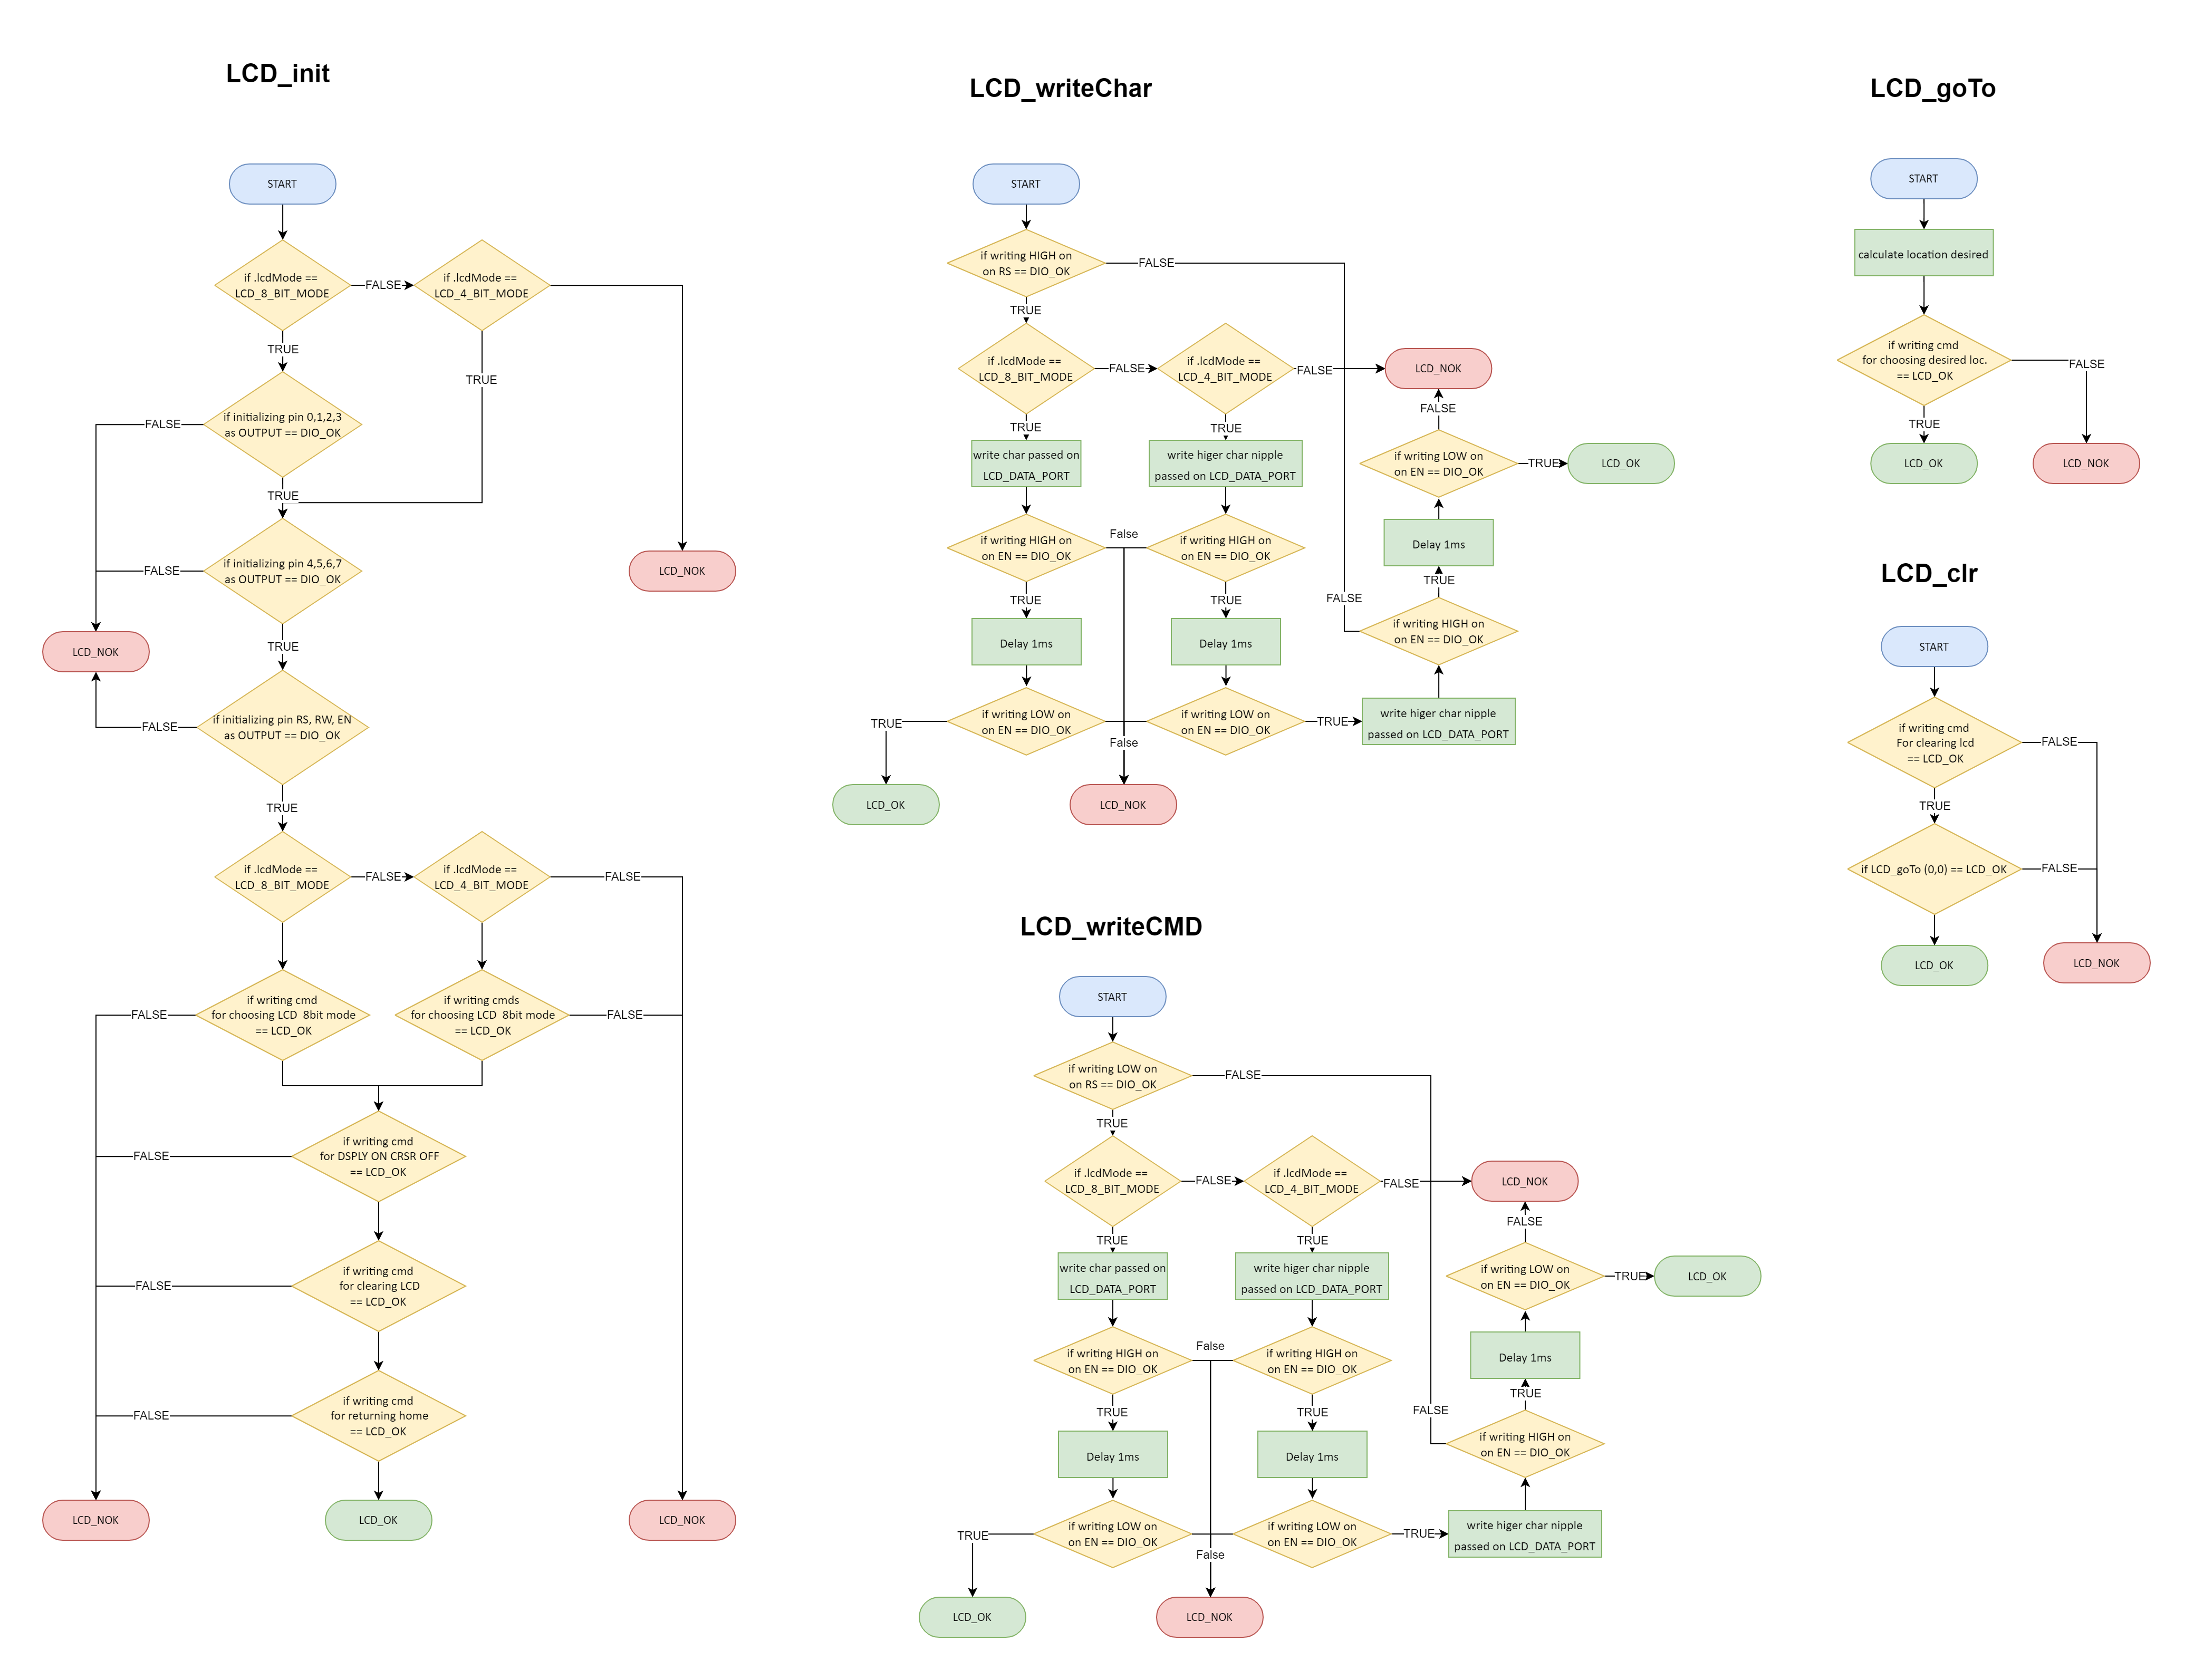 LCD_init
START
if .lcdMode ==
LCD_8_BIT_MODE
FALSE
if .lcdMode ==
LCD_4_BIT_MODE
TRUE
TRUE
if initializing pin 0,1,2,3
as OUTPUT == DIO_OK
FALSE
TRUE
if initializing pin 4,5,6,7
as OUTPUT == DIO_OK
FALSE
LCD_NOK
TRUE
LCD_NOK
if initializing pin RS, RW, EN
as OUTPUT == DIO_OK
FALSE
TRUE
if .lcdMode ==
LCD_8_BIT_MODE
FALSE
if .lcdMode ==
LCD_4_BIT_MODE
FALSE
FALSE
if writing cmd
for choosing LCD 8bit mode
== LCD_OK
if writing cmds
for choosing LCD 8bit mode
== LCD_OK
FALSE
FALSE
if writing cmd
for DSPLY ON CRSR OFF
== LCD_OK
FALSE
if writing cmd
for clearing LCD
== LCD_OK
FALSE
if writing cmd
for returning home
== LCD_OK
LCD_NOK
LCD_OK
LCD_NOK
LCD_writeChar
START
if writing HIGH on
on RS == DIO_OK
FALSE
TRUE
if .lcdMode ==
LCD_8_BIT_MODE
FALSE
if .lcdMode ==
LCD_4_BIT_MODE
FALSE
LCD_NOK
TRUE
TRUE
FALSE
write char passed on
LCD_DATA_PORT
write higer char nipple
passed on LCD_DATA_PORT
if writing LOW on
on EN == DIO_OK
TRUE
LCD_OK
if writing HIGH on
on EN == DIO_OK
False
if writing HIGH on
on EN == DIO_OK
Delay 1ms
TRUE
TRUE
TRUE
FALSE
Delay 1ms
Delay 1ms
if writing HIGH on
on EN == DIO_OK
TRUE
if writing LOW on
on EN == DIO_OK
False
if writing LOW on
on EN == DIO_OK
TRUE
write higer char nipple
passed on LCD_DATA_PORT
LCD_OK
LCD_NOK
LCD_writeCMD
START
if writing LOW on
on RS == DIO_OK
FALSE
TRUE
if .lcdMode ==
LCD_8_BIT_MODE
FALSE
if .lcdMode ==
LCD_4_BIT_MODE
FALSE
LCD_NOK
TRUE
TRUE
FALSE
write char passed on
LCD_DATA_PORT
write higer char nipple
passed on LCD_DATA_PORT
if writing LOW on
on EN == DIO_OK
TRUE
LCD_OK
if writing HIGH on
on EN == DIO_OK
False
if writing HIGH on
on EN == DIO_OK
Delay 1ms
TRUE
TRUE
TRUE
FALSE
Delay 1ms
Delay 1ms
if writing HIGH on
on EN == DIO_OK
TRUE
if writing LOW on
on EN == DIO_OK
False
if writing LOW on
on EN == DIO_OK
TRUE
write higer char nipple
passed on LCD_DATA_PORT
LCD_OK
LCD_NOK
LCD_goTo
START
calculate location desired
if writing cmd
for choosing desired loc.
== LCD_OK
FALSE
TRUE
LCD_OK
LCD_NOK
LCD_clr
START
if writing cmd
For clearing lcd
== LCD_OK
FALSE
TRUE
if LCD_goTo (0,0) == LCD_OK
FALSE
LCD_OK
LCD_NOK